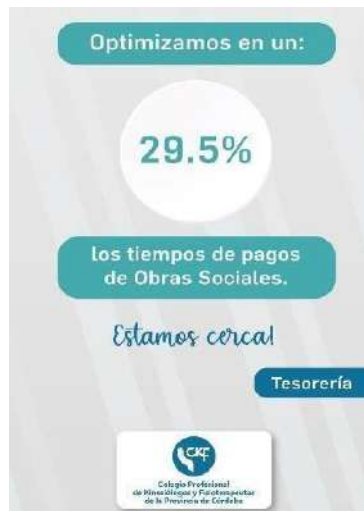 Optimizamos en un:
29.5%
los tiempos de pagos
de Obras Sociales.
Estamos cerca!
Tesorería
CKF
Colegio Profesional
de Kinesiólogos y Fisioterapeutas
de la Provincia de Córdoba